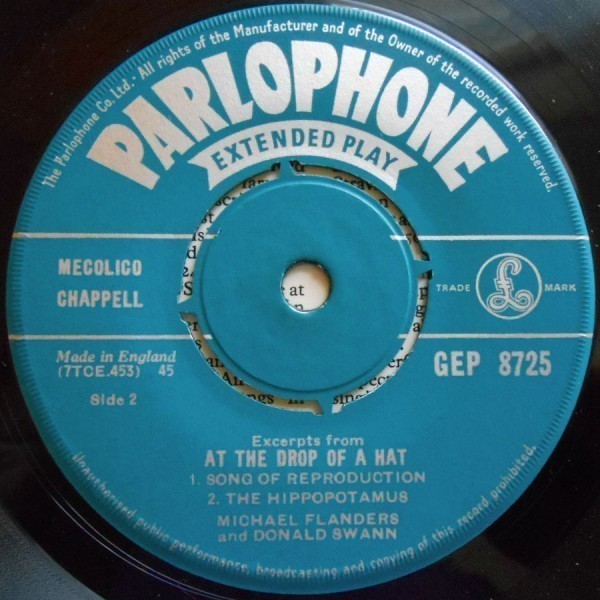 The Parlophone Co. Ltd. · All rights of the Manufacturer and of the Owner of the recorded work reserved.
PARLOPHONE
EXTENDED PLAY
MECOLICO
CHAPPELL
TRADE £ MARK
Made in England
(7TCE.453) 45
GEP 8725
Side 2
at
Excerpts from
AT THE DROP OF A HAT
1. SONG OF REPRODUCTION
2. THE HIPPOPOTAMUS
MICHAEL FLANDERS
and DONALD SWANN
Unauthorized public performance, broadcasting and copying of this record prohibited.